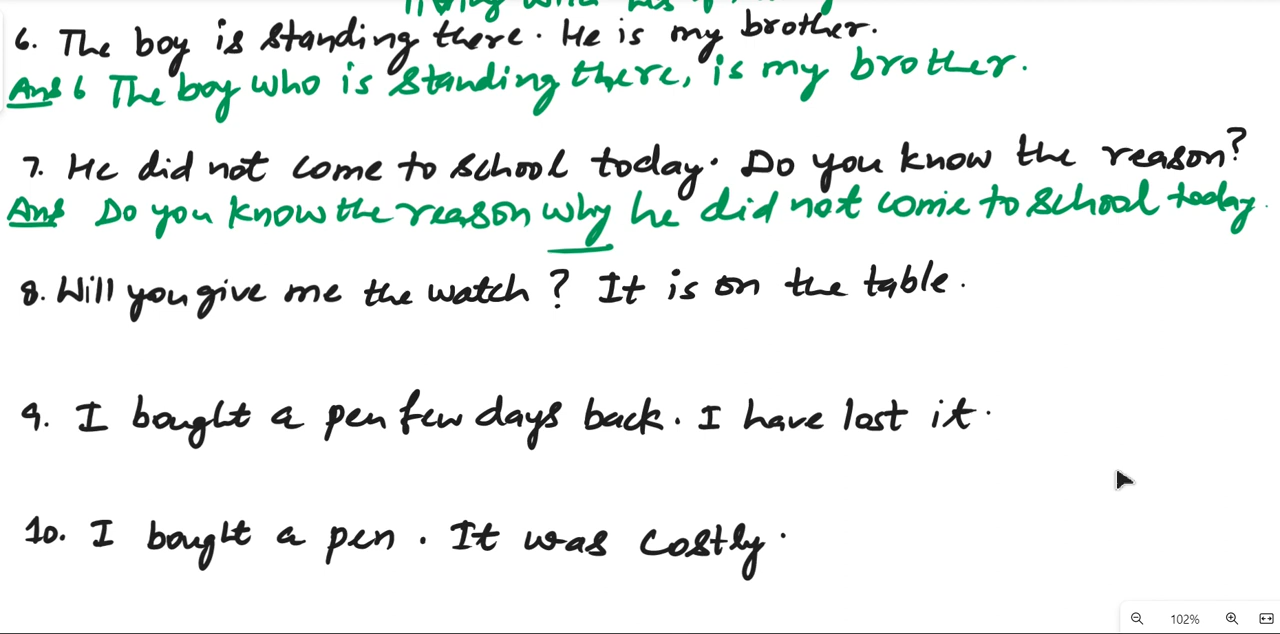 6. The boy is standing there. He is my brother.
Ans 6 The boy who is standing there, is my brother.
7. He did not come to school today. Do you know the reason?
Ans Do you know the reason why he did not come to school today.
8. Will you give me the watch? It is on the table.
9. I bought a pen few days back. I have lost it.
10. I bought a pen. It was costly.
102%